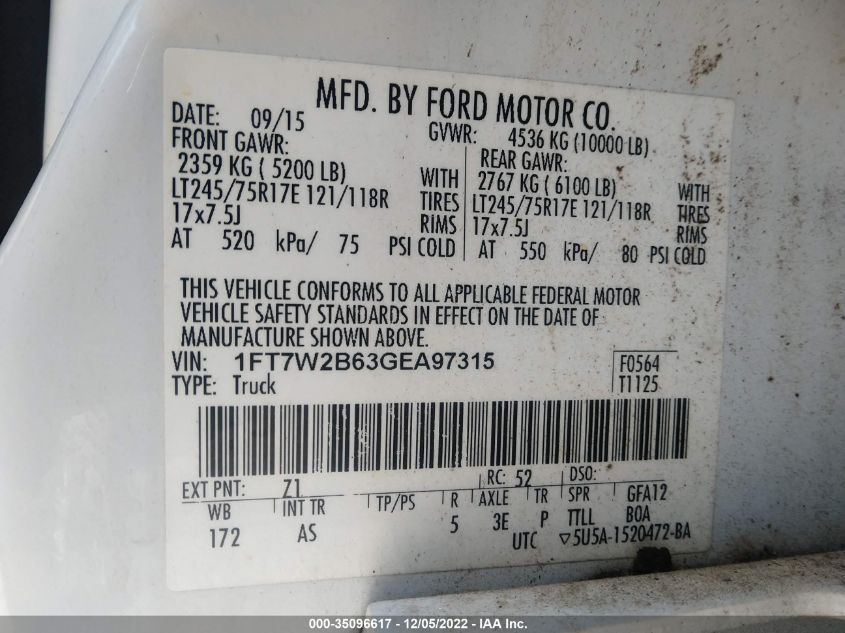 MFD. BY FORD MOTOR CO.
DATE: 09/15 GVWR: 4536 KG (10000 LB)
FRONT GAWR: REAR GAWR:
2359 KG ( 5200 LB) WITH 2767 KG ( 6100 LB) WITH
LT245/75R17E 121/118R TIRES LT245/75R17E 121/118R TIRES
17x7.5J RIMS 17x7.5J RIMS
AT 520 kPa/ 75 PSI COLD AT 550 kPa/ 80 PSI COLD
THIS VEHICLE CONFORMS TO ALL APPLICABLE FEDERAL MOTOR
VEHICLE SAFETY STANDARDS IN EFFECT ON THE DATE OF
MANUFACTURE SHOWN ABOVE.
VIN: 1FT7W2B63GEA97315 F0564
TYPE: Truck T1125
EXT PNT: Z1 RC: 52 DSO:
WB INT TR TP/PS R AXLE TR SPR GFA12
172 AS 5 3E P TTLL BOA
UTC ▽5U5A-1520472-BA
000-35096617 - 12/05/2022 - IAA Inc.